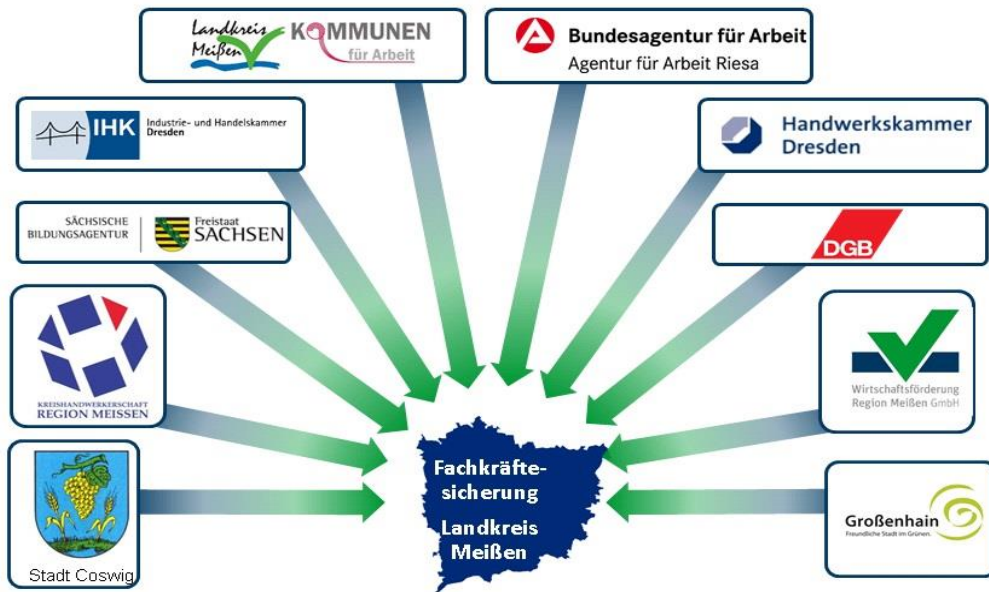 Landkreis
Meißen
KOMMUNEN
für Arbeit
Bundesagentur für Arbeit
Agentur für Arbeit Riesa
IHK
Industrie- und Handelskammer
Dresden
Handwerkskammer
Dresden
SÄCHSISCHE
BILDUNGSAGENTUR
Freistaat
SACHSEN
DGB
KREISHANDWERKERSCHAFT
REGION MEISSEN
Wirtschaftsförderung
Region Meißen GmbH
Fachkräfte-
sicherung
Landkreis
Meißen
Stadt Coswig
Großenhain
Freundliche Stadt im Grünen.